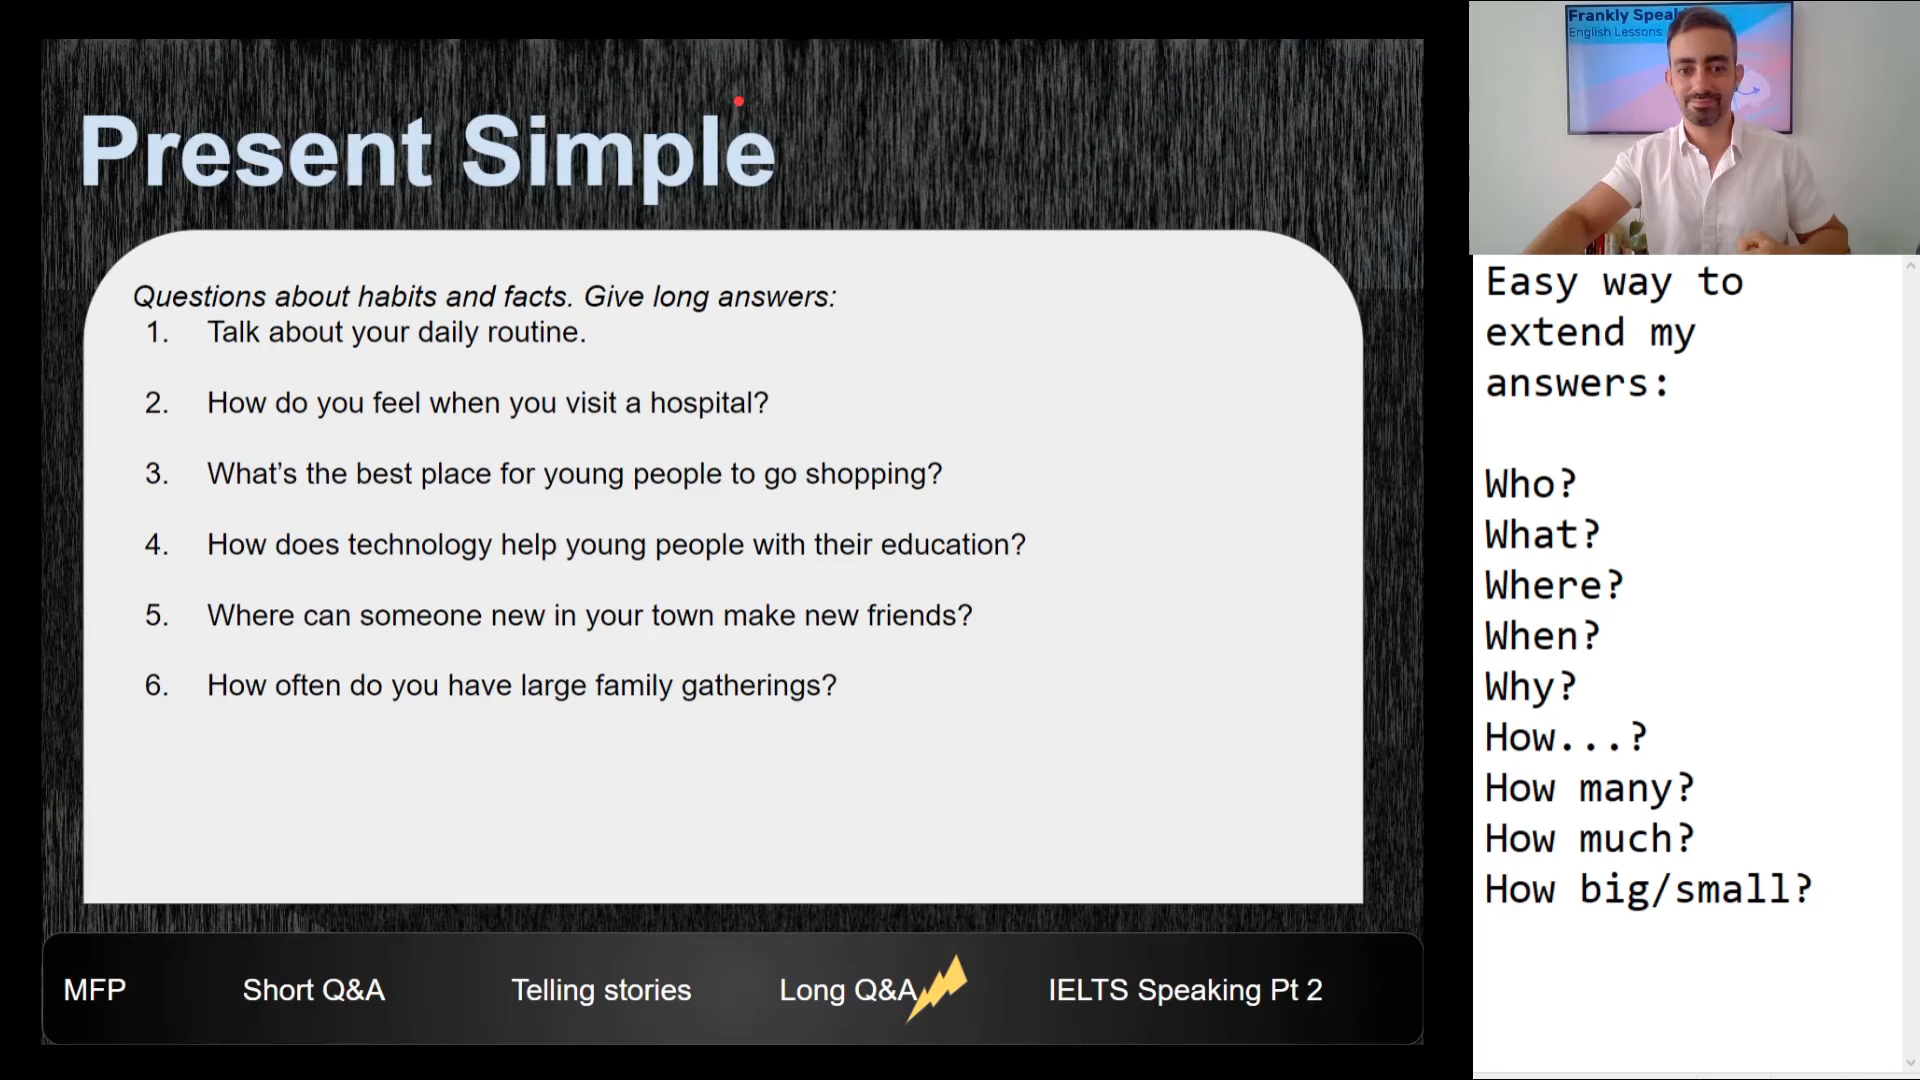 Present Simple
Questions about habits and facts. Give long answers:
1. Talk about your daily routine.
2. How do you feel when you visit a hospital?
3. What’s the best place for young people to go shopping?
4. How does technology help young people with their education?
5. Where can someone new in your town make new friends?
6. How often do you have large family gatherings?
MFP
Short Q&A
Telling stories
Long Q&A
IELTS Speaking Pt 2
Frankly
English Lessons
Easy way to
extend my
answers:
Who?
What?
Where?
When?
Why?
How...?
How many?
How much?
How big/small?